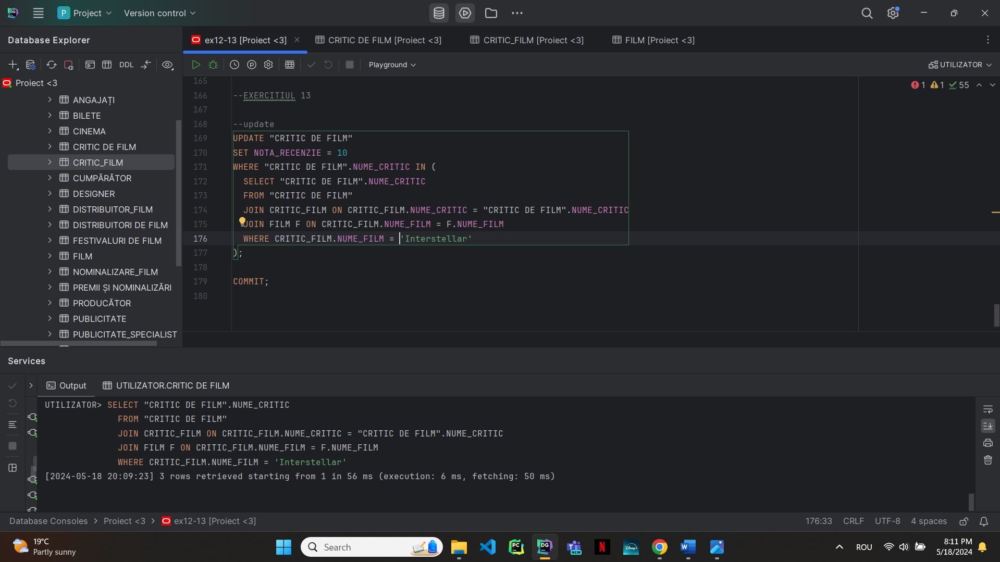 DG
P Project
Version control
Database Explorer
ex12-13 [Proiect <3]
CRITIC DE FILM [Proiect <3]
CRITIC_FILM [Proiect <3]
FILM [Proiect <3]
DDL
Playground
UTILIZATOR
Proiect <3
ANGAJAȚI
BILETE
CINEMA
CRITIC DE FILM
CRITIC_FILM
CUMPĂRĂTOR
DESIGNER
DISTRIBUITOR_FILM
DISTRIBUITORI DE FILM
FESTIVALURI DE FILM
FILM
NOMINALIZARE_FILM
PREMII ȘI NOMINALIZĂRI
PRODUCĂTOR
PUBLICITATE
PUBLICITATE_SPECIALIST
1 1 55
165
166 --EXERCITIUL 13
167
168 --update
169 UPDATE "CRITIC DE FILM"
170 SET NOTA_RECENZIE = 10
171 WHERE "CRITIC DE FILM".NUME_CRITIC IN (
172 SELECT "CRITIC DE FILM".NUME_CRITIC
173 FROM "CRITIC DE FILM"
174 JOIN CRITIC_FILM ON CRITIC_FILM.NUME_CRITIC = "CRITIC DE FILM".NUME_CRITIC
175 JOIN FILM F ON CRITIC_FILM.NUME_FILM = F.NUME_FILM
176 WHERE CRITIC_FILM.NUME_FILM = 'Interstellar'
177 );
178
179 COMMIT;
180
Services
Output
UTILIZATOR.CRITIC DE FILM
UTILIZATOR> SELECT "CRITIC DE FILM".NUME_CRITIC
FROM "CRITIC DE FILM"
JOIN CRITIC_FILM ON CRITIC_FILM.NUME_CRITIC = "CRITIC DE FILM".NUME_CRITIC
JOIN FILM F ON CRITIC_FILM.NUME_FILM = F.NUME_FILM
WHERE CRITIC_FILM.NUME_FILM = 'Interstellar'
[2024-05-18 20:09:23] 3 rows retrieved starting from 1 in 56 ms (execution: 6 ms, fetching: 50 ms)
Database Consoles > Proiect <3 > ex12-13 [Proiect <3]
176:33 CRLF UTF-8 4 spaces
19°C
Partly sunny
Search
PC
DG
NEW
N
Disney+
W
ROU
8:11 PM
5/18/2024